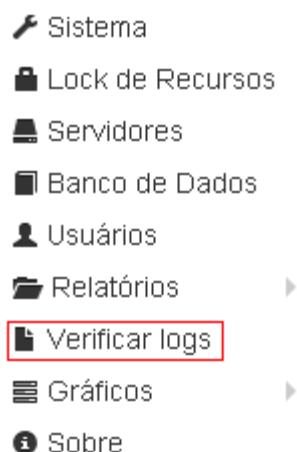 Sistema
Lock de Recursos
Servidores
Banco de Dados
Usuários
Relatórios
Verificar logs
Gráficos
Sobre